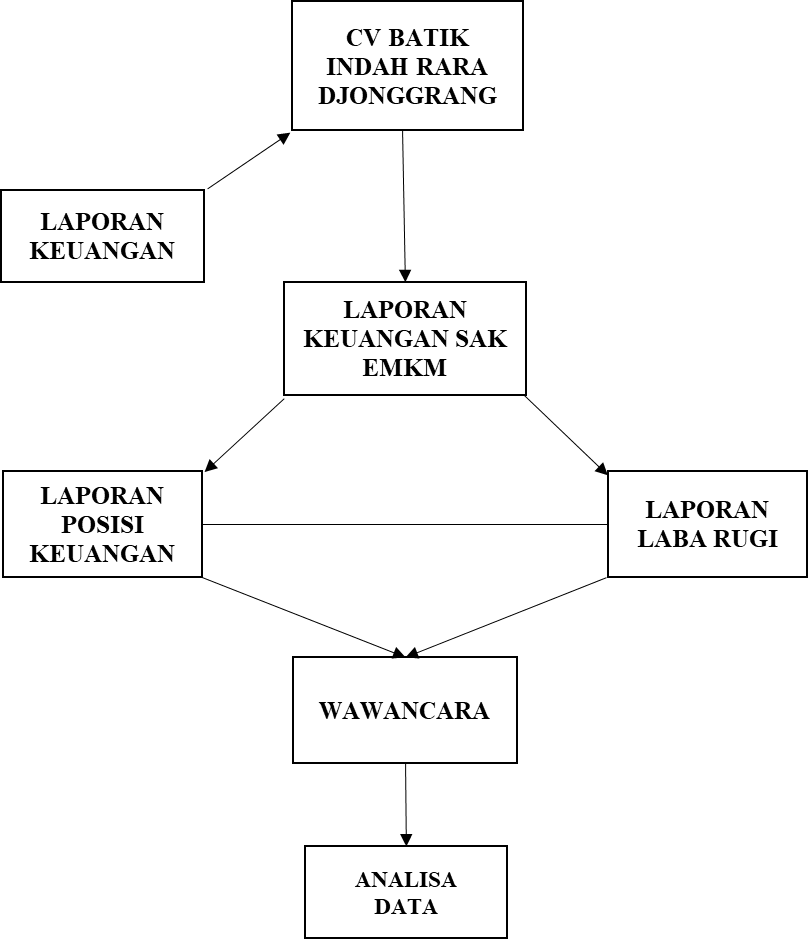 CV BATIK
INDAH RARA
DJONGGRANG
LAPORAN
KEUANGAN
LAPORAN
KEUANGAN SAK
EMKM
LAPORAN
POSISI
KEUANGAN
LAPORAN
LABA RUGI
WAWANCARA
ANALISA
DATA